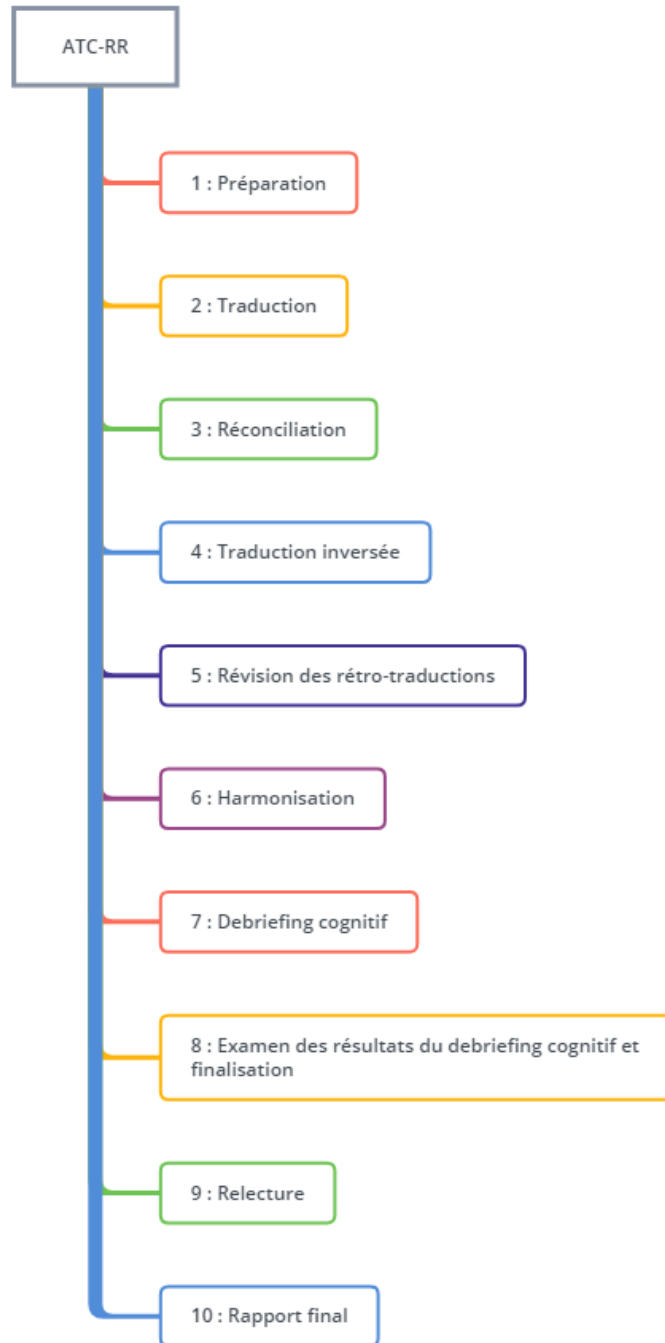 ATC-RR
1 : Préparation
2 : Traduction
3 : Réconciliation
4 : Traduction inversée
5 : Révision des rétro-traductions
6 : Harmonisation
7 : Debriefing cognitif
8 : Examen des résultats du debriefing cognitif et
finalisation
9 : Relecture
10 : Rapport final